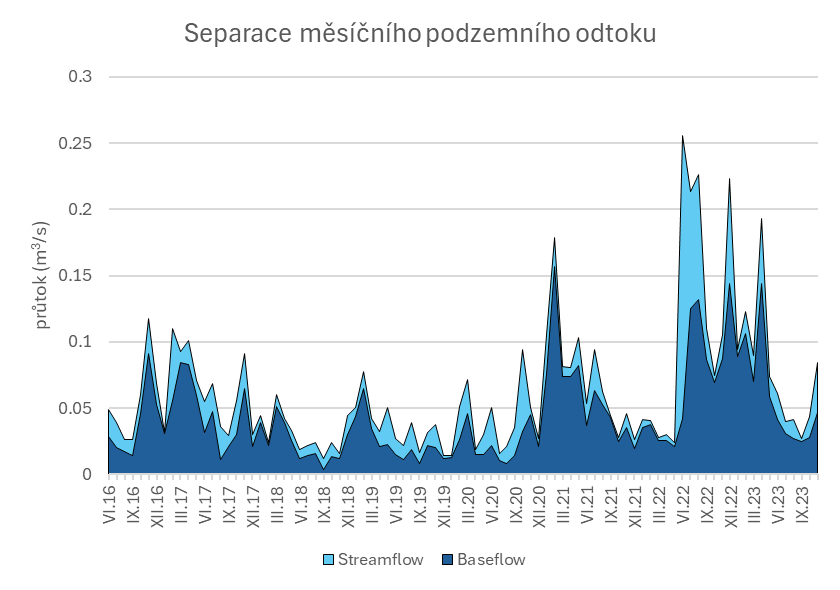 Separace měsíčního podzemního odtoku
0.3
0.25
0.2
0.15
0.1
0.05
0
průtok (m³/s)
VI.16
IX.16
XII.16
III.17
VI.17
IX.17
XII.17
III.18
VI.18
IX.18
XII.18
III.19
VI.19
IX.19
XII.19
III.20
VI.20
IX.20
XII.20
III.21
VI.21
IX.21
XII.21
III.22
VI.22
IX.22
XII.22
III.23
VI.23
IX.23
Streamflow Baseflow